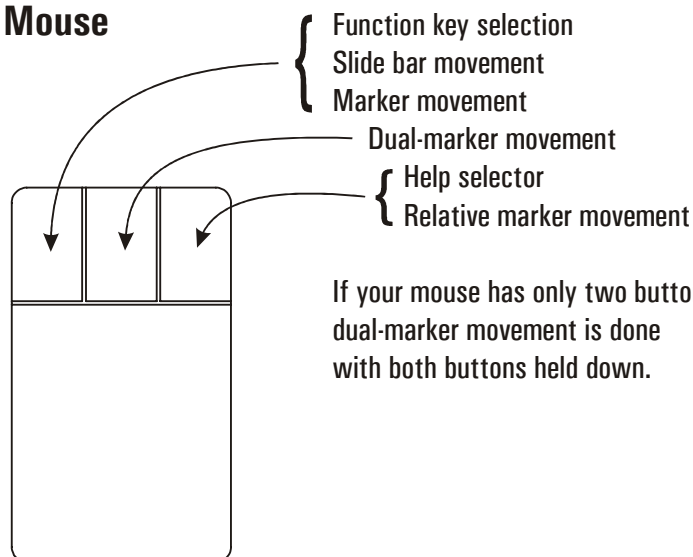 Mouse
Function key selection
Slide bar movement
Marker movement
Dual-marker movement
Help selector
Relative marker movement
If your mouse has only two butto
dual-marker movement is done
with both buttons held down.